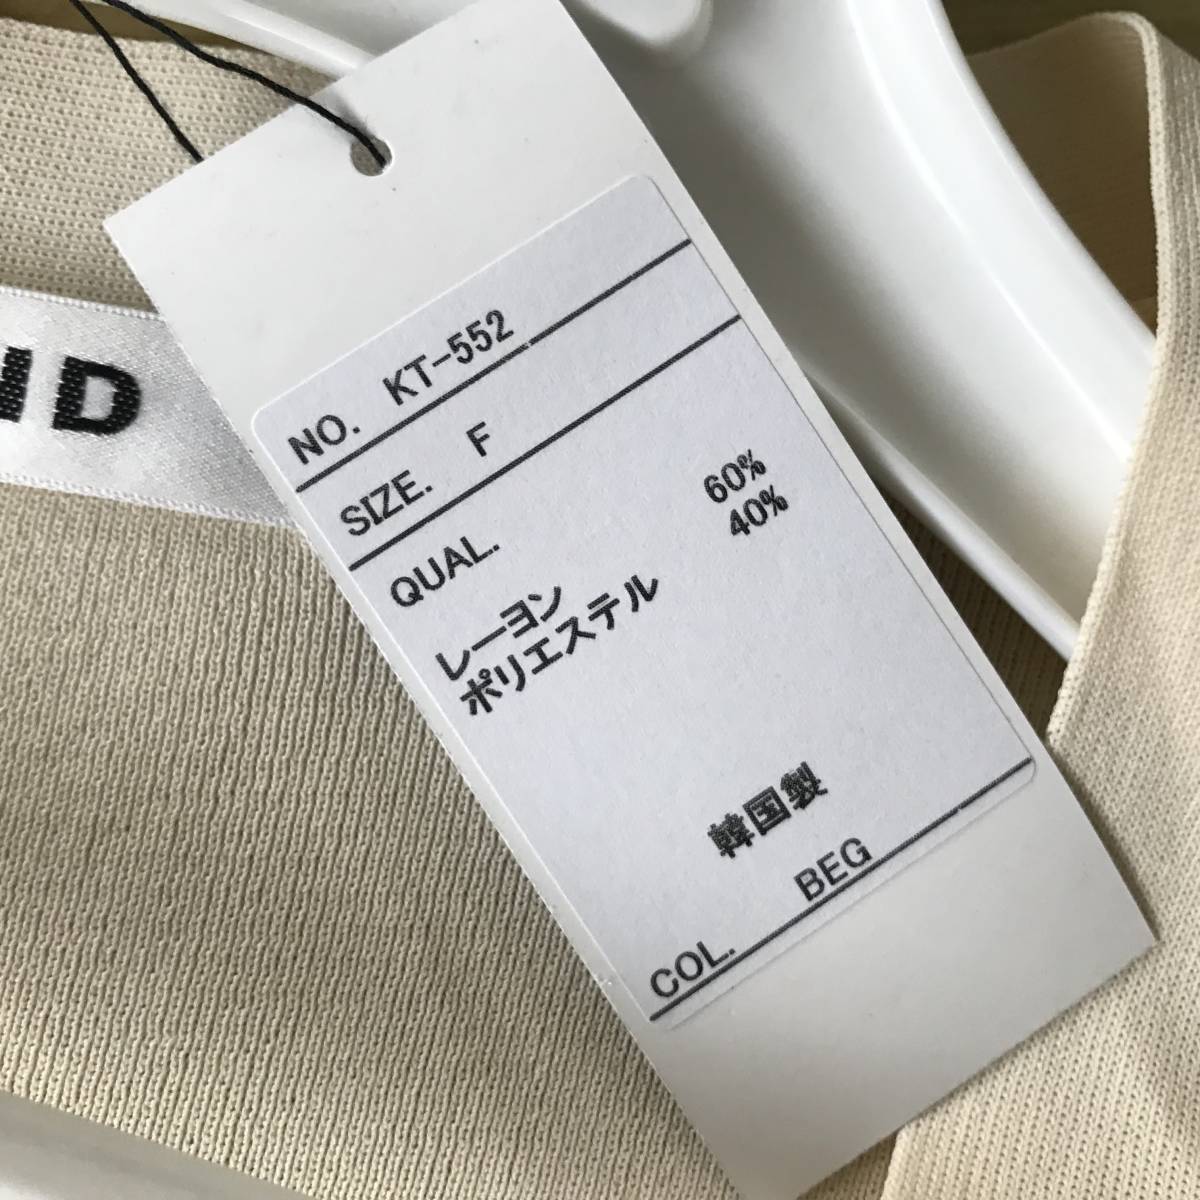 ND
NO. KT-552
SIZE. F
QUAL.
レーヨン 60%
ポリエステル 40%
韓国製
COL. BEG